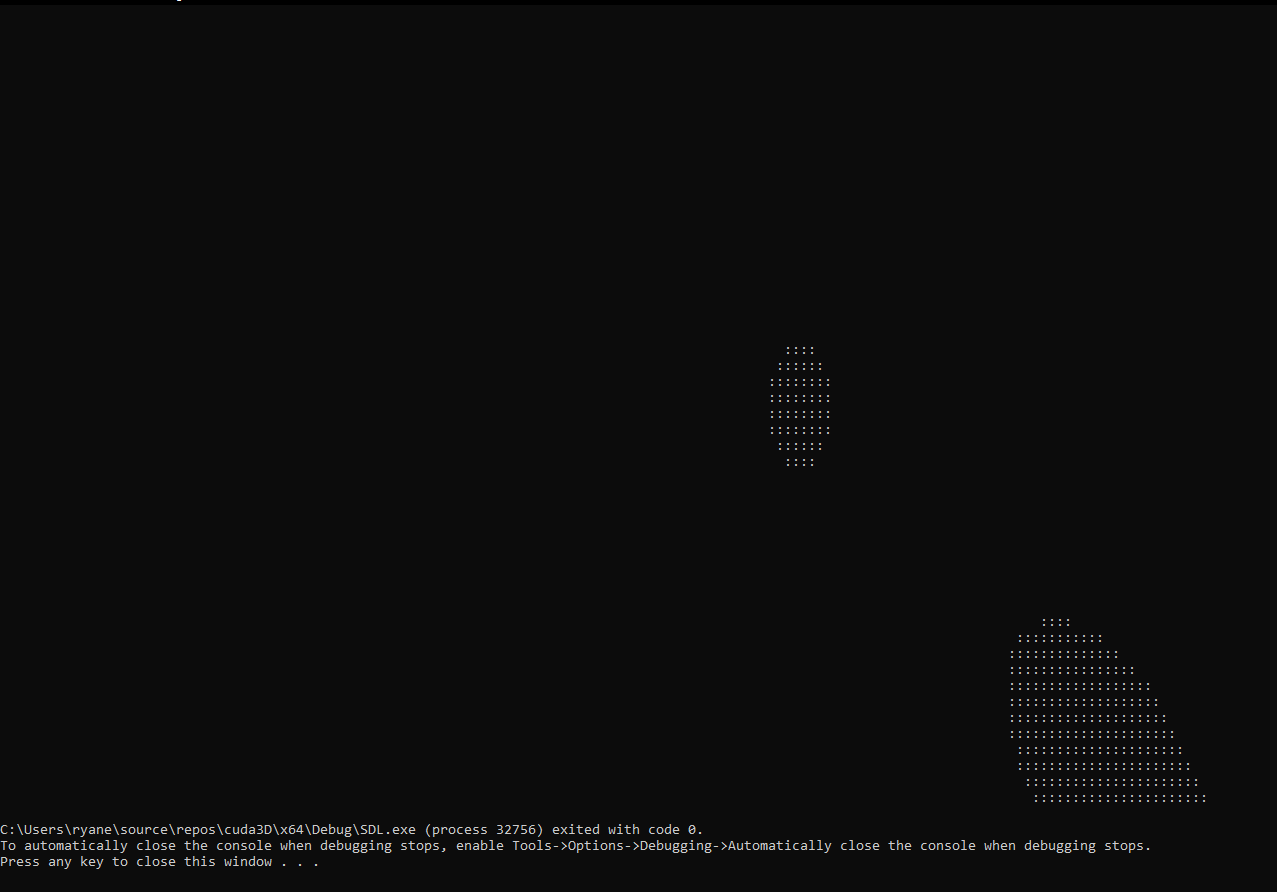 C:\Users\ryane\source\repos\cuda3D\x64\Debug\SDL.exe (process 32756) exited with code 0.
To automatically close the console when debugging stops, enable Tools->Options->Debugging->Automatically close the console when debugging stops.
Press any key to close this window . . .